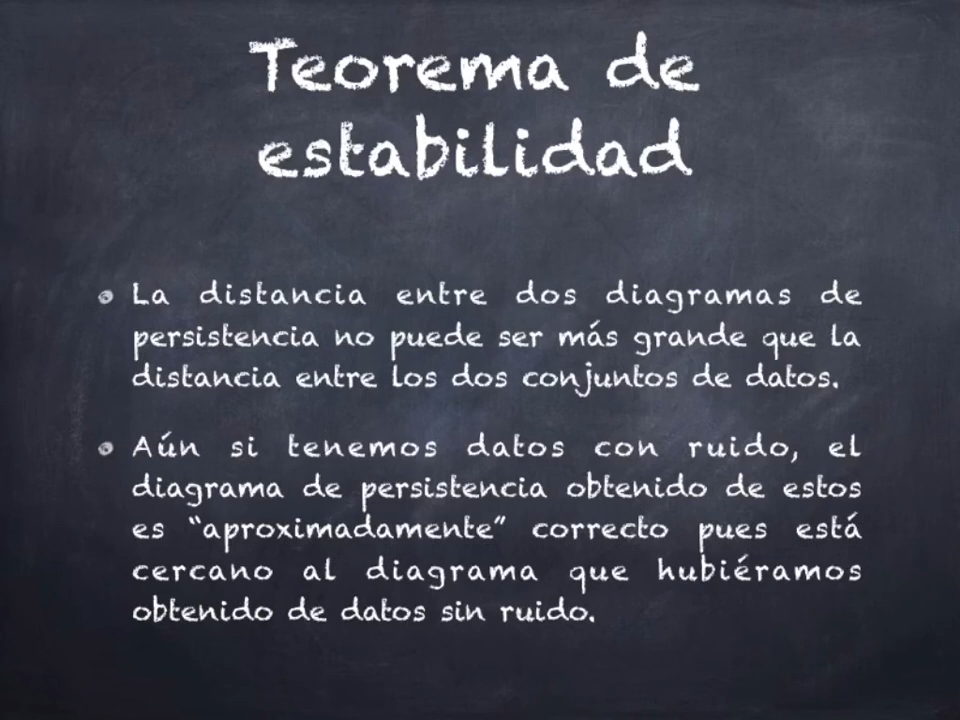 Teorema de
estabilidad
La distancia entre dos diagramas de
persistencia no puede ser más grande que la
distancia entre los dos conjuntos de datos.
Aún si tenemos datos con ruido, el
diagrama de persistencia obtenido de estos
es “aproximadamente” correcto pues está
cercano al diagrama que hubiéramos
obtenido de datos sin ruido.